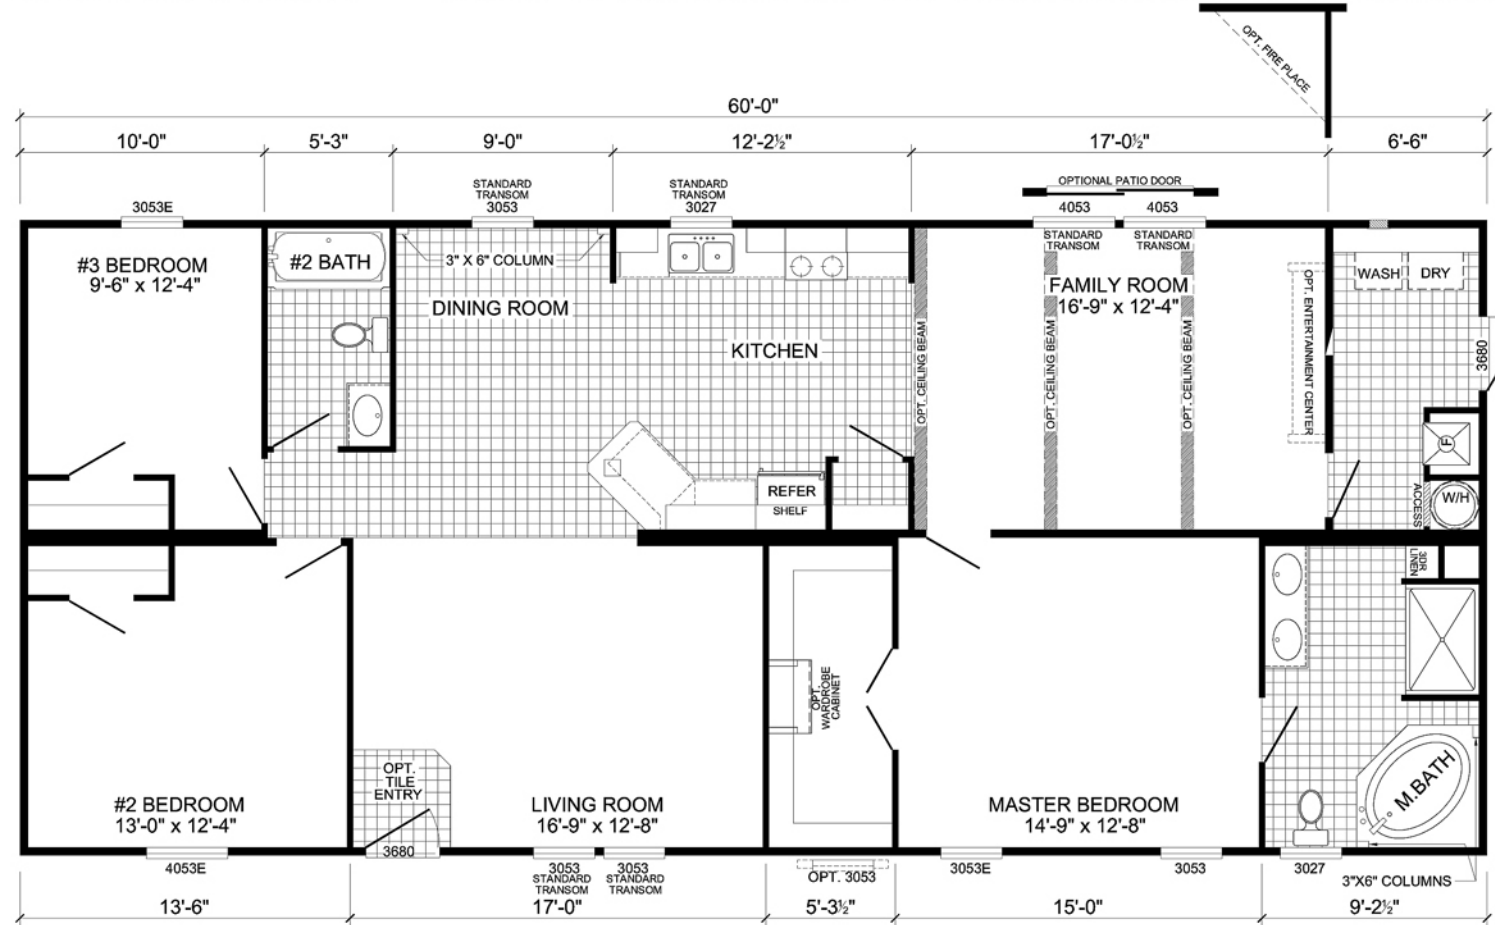 OPT. FIRE PLACE
60'-0"
10'-0"
5'-3"
9'-0"
12'-2½"
17'-0½"
6'-6"
3053E
STANDARD
TRANSOM
3053
STANDARD
TRANSOM
3027
OPTIONAL PATIO DOOR
4053
4053
STANDARD
TRANSOM
STANDARD
TRANSOM
#3 BEDROOM
9'-6" x 12'-4"
#2 BATH
3" X 6" COLUMN
DINING ROOM
KITCHEN
OPT. CEILING BEAM
FAMILY ROOM
16'-9" x 12'-4"
OPT. CEILING BEAM
OPT. CEILING BEAM
OPT. ENTERTAINMENT CENTER
WASH
DRY
3680
F
W/H
ACCESS
REFER
SHELF
3DR
LINEN
OPT.
WARDROBE
CABINET
OPT.
TILE
ENTRY
3680
#2 BEDROOM
13'-0" x 12'-4"
LIVING ROOM
16'-9" x 12'-8"
MASTER BEDROOM
14'-9" x 12'-8"
M.BATH
4053E
3053
STANDARD
TRANSOM
3053
STANDARD
TRANSOM
OPT. 3053
3053E
3053
3027
3"X6" COLUMNS
13'-6"
17'-0"
5'-3½"
15'-0"
9'-2½"